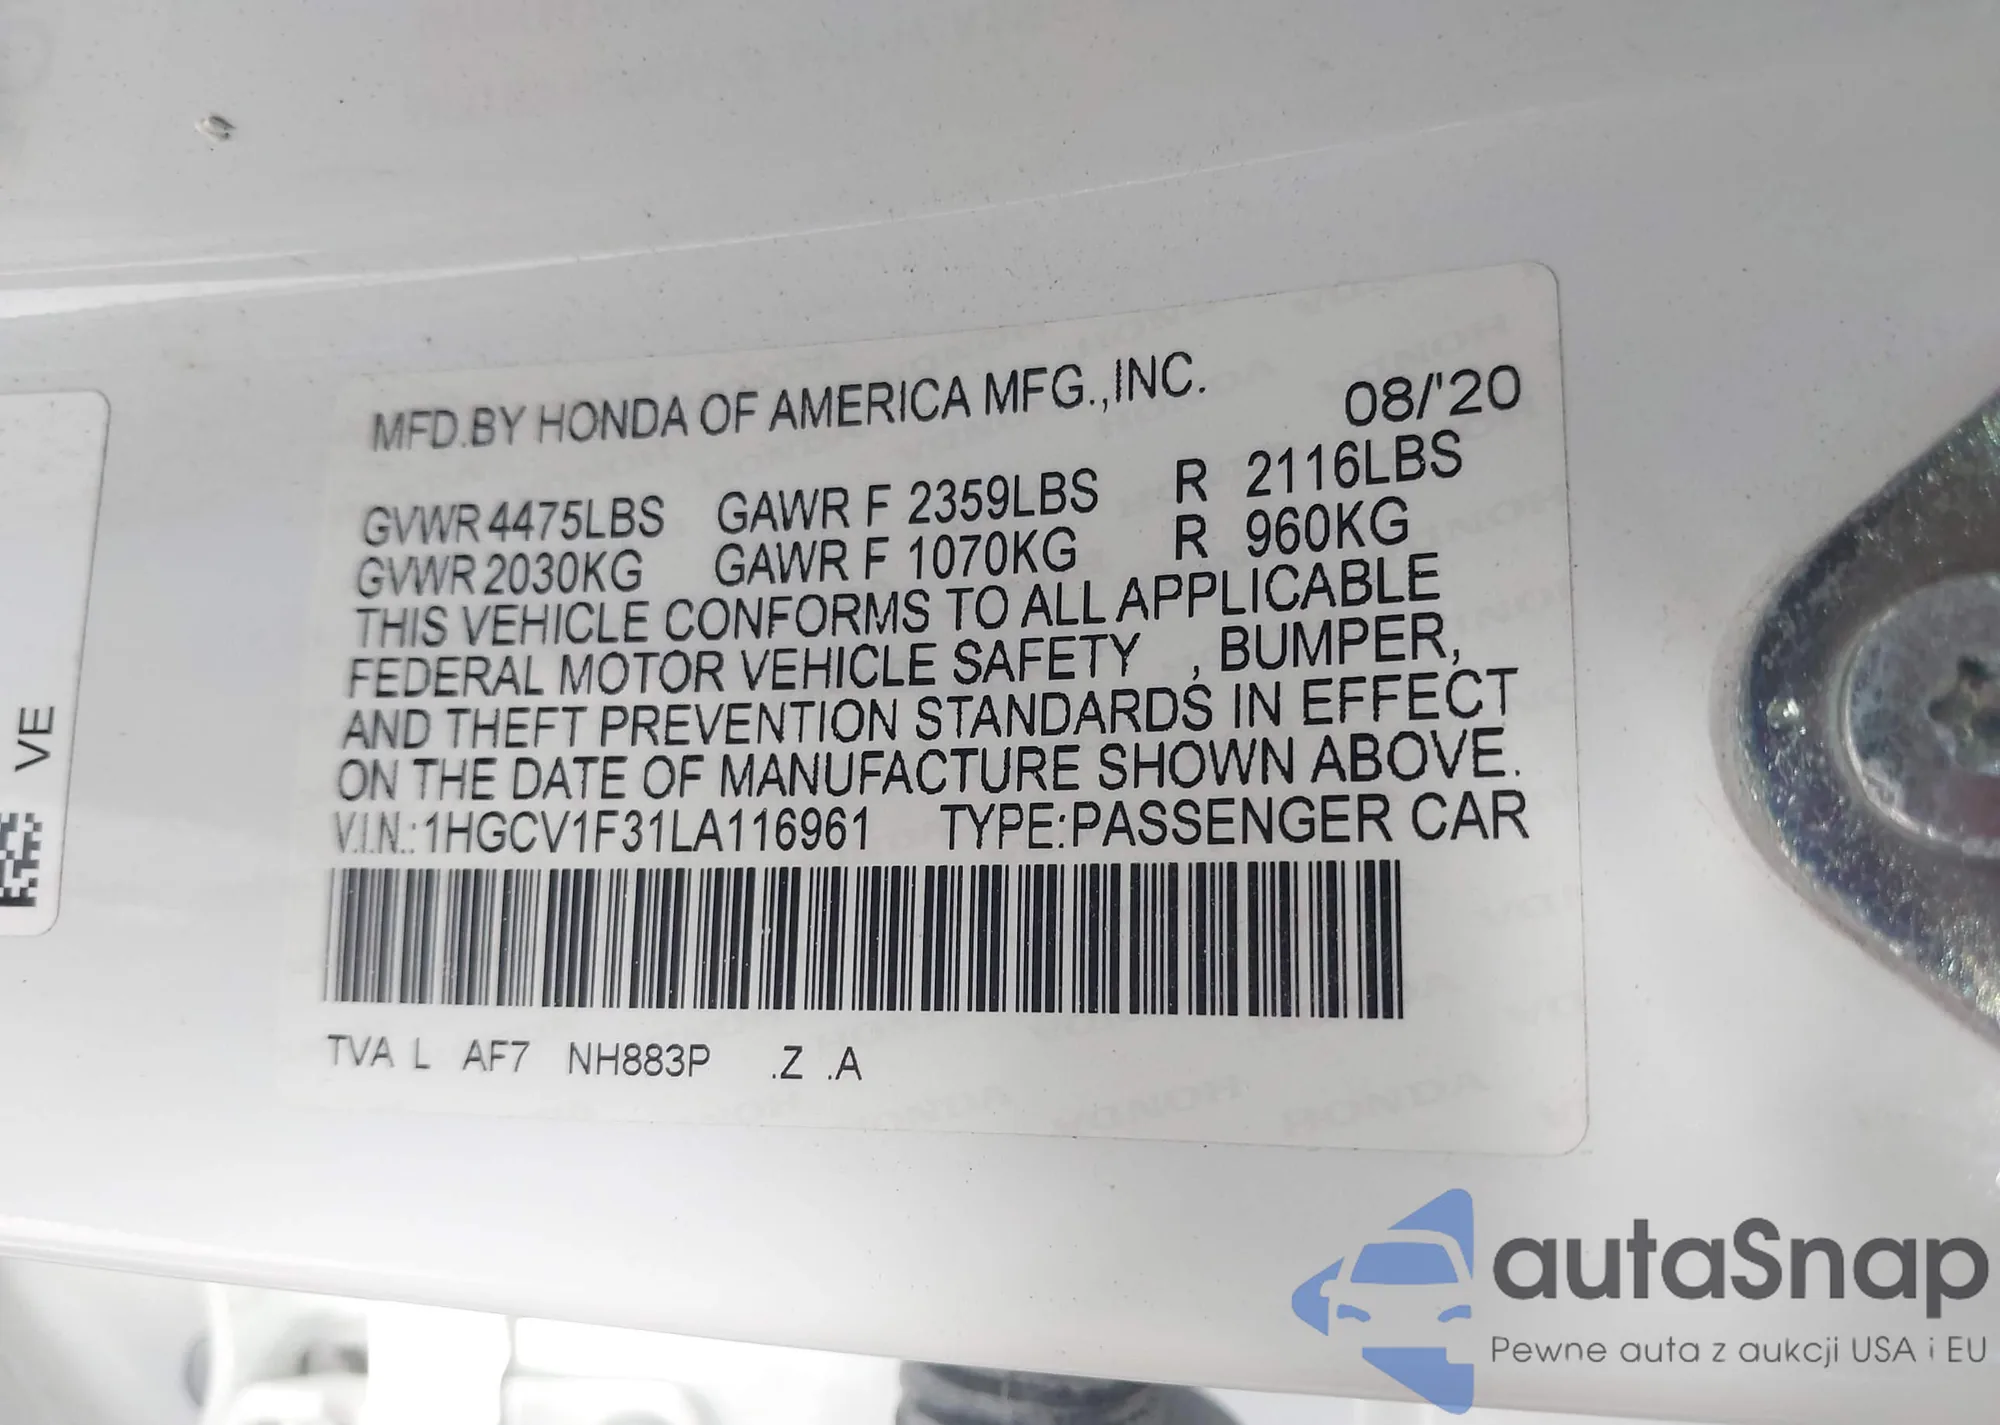 MFD.BY HONDA OF AMERICA MFG.,INC. 08/'20
GVWR 4475LBS GAWR F 2359LBS R 2116LBS
GVWR 2030KG GAWR F 1070KG R 960KG
THIS VEHICLE CONFORMS TO ALL APPLICABLE
FEDERAL MOTOR VEHICLE SAFETY , BUMPER,
AND THEFT PREVENTION STANDARDS IN EFFECT
ON THE DATE OF MANUFACTURE SHOWN ABOVE.
V.I.N.: 1HGCV1F31LA116961 TYPE:PASSENGER CAR
TVA L AF7 NH883P .Z .A
VE
autaSnap
Pewne auta z aukcji USA i EU